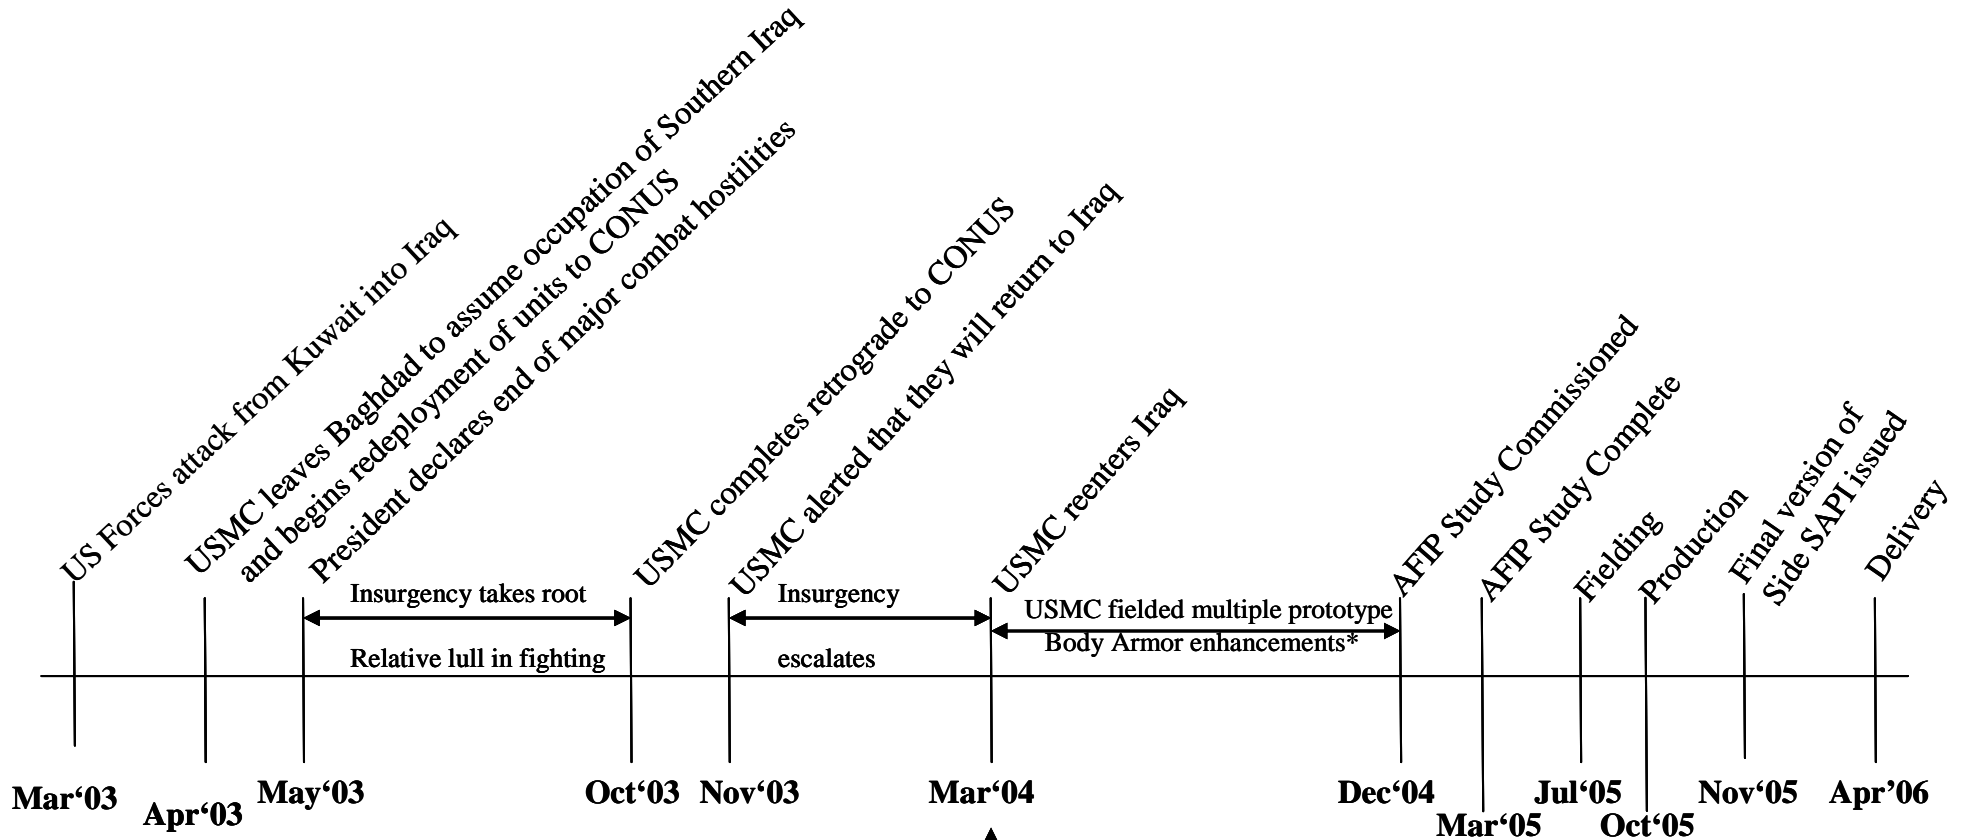 US Forces attack from Kuwait into Iraq
USMC leaves Baghdad to assume occupation of Southern Iraq
and begins redeployment of units to CONUS
President declares end of major combat hostilities
USMC completes retrograde to CONUS
USMC alerted that they will return to Iraq
USMC reenters Iraq
AFIP Study Commissioned
AFIP Study Complete
Fielding
Production
Final version of
Side SAPI issued
Delivery
Insurgency takes root
Relative lull in fighting
Insurgency
escalates
USMC fielded multiple prototype
Body Armor enhancements*
Mar‘03
Apr‘03
May‘03
Oct‘03
Nov‘03
Mar‘04
Dec‘04
Mar‘05
Jul‘05
Oct‘05
Nov‘05
Apr’06